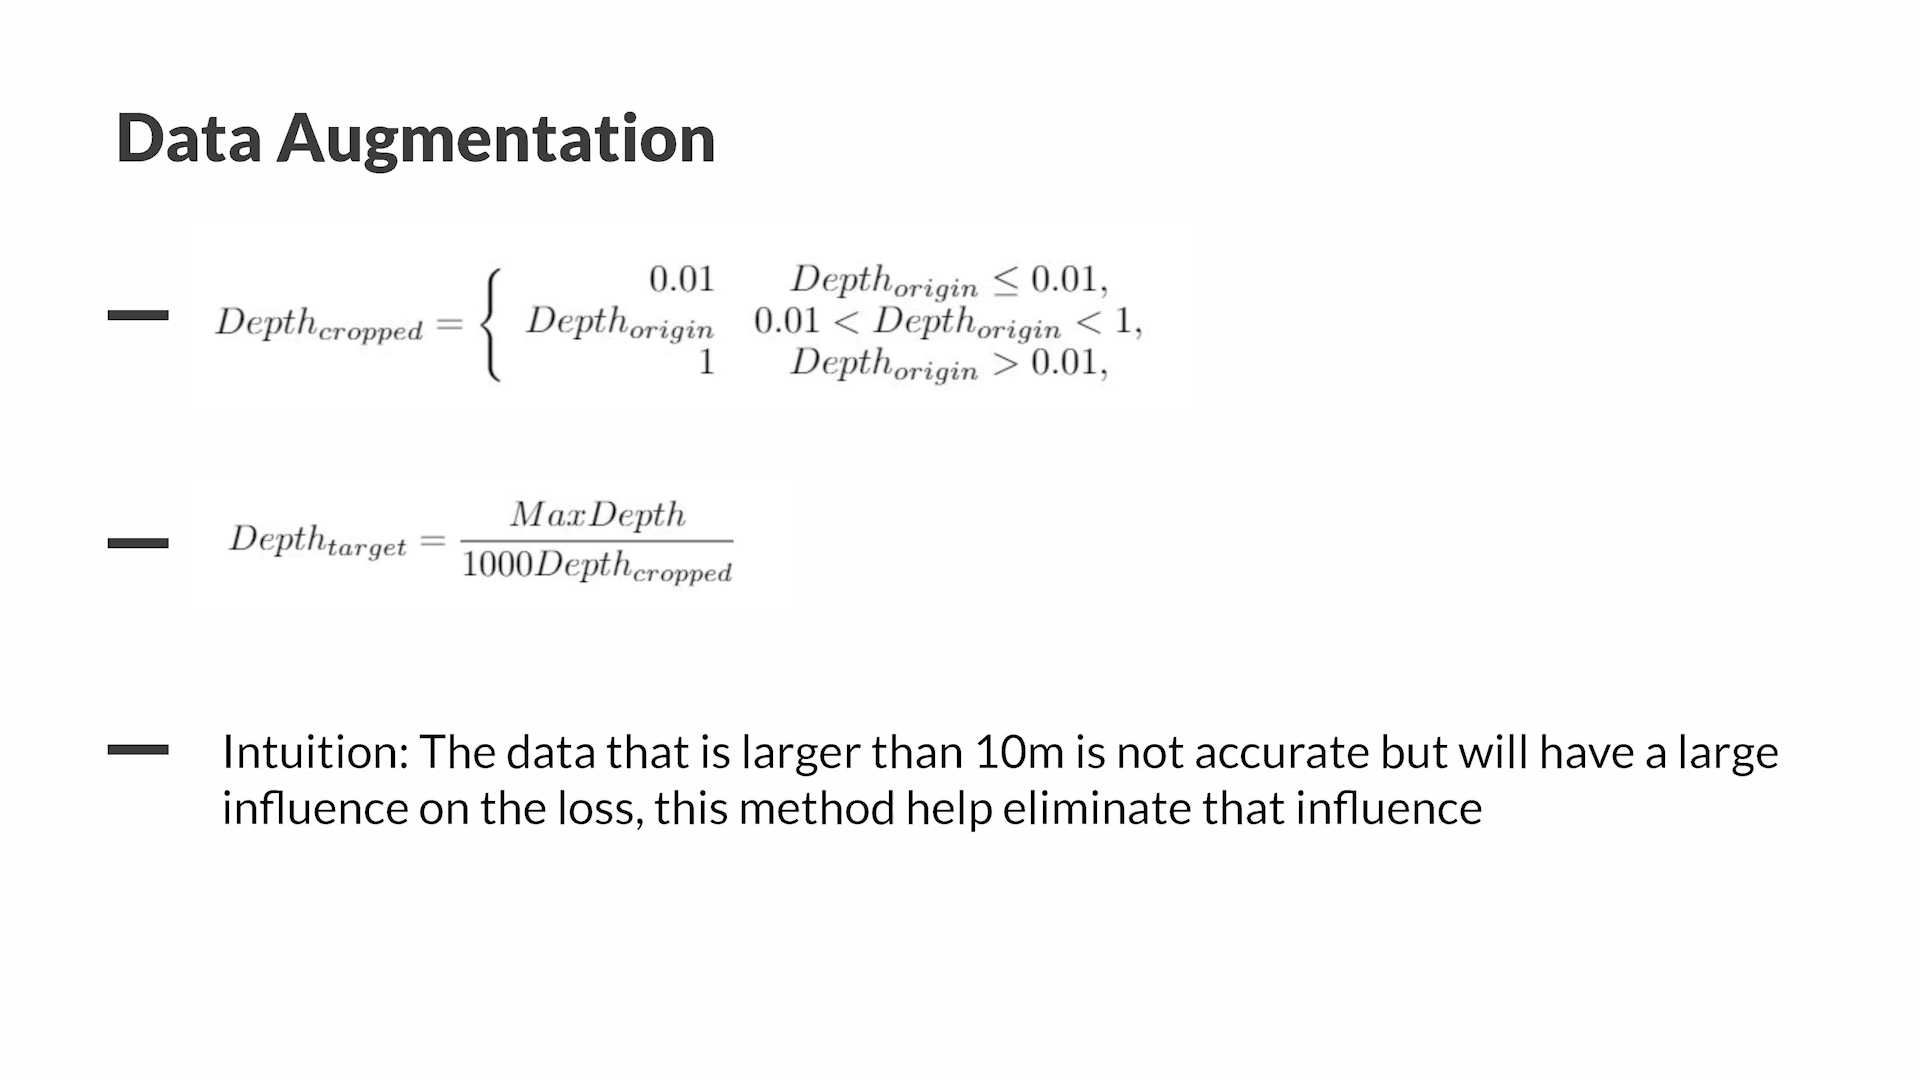 Data Augmentation
0.01 Depth_origin ≤ 0.01,
Depth_cropped = { Depth_origin 0.01 < Depth_origin < 1,
1 Depth_origin > 0.01,
MaxDepth
Depth_target =
1000Depth_cropped
Intuition: The data that is larger than 10m is not accurate but will have a large
influence on the loss, this method help eliminate that influence